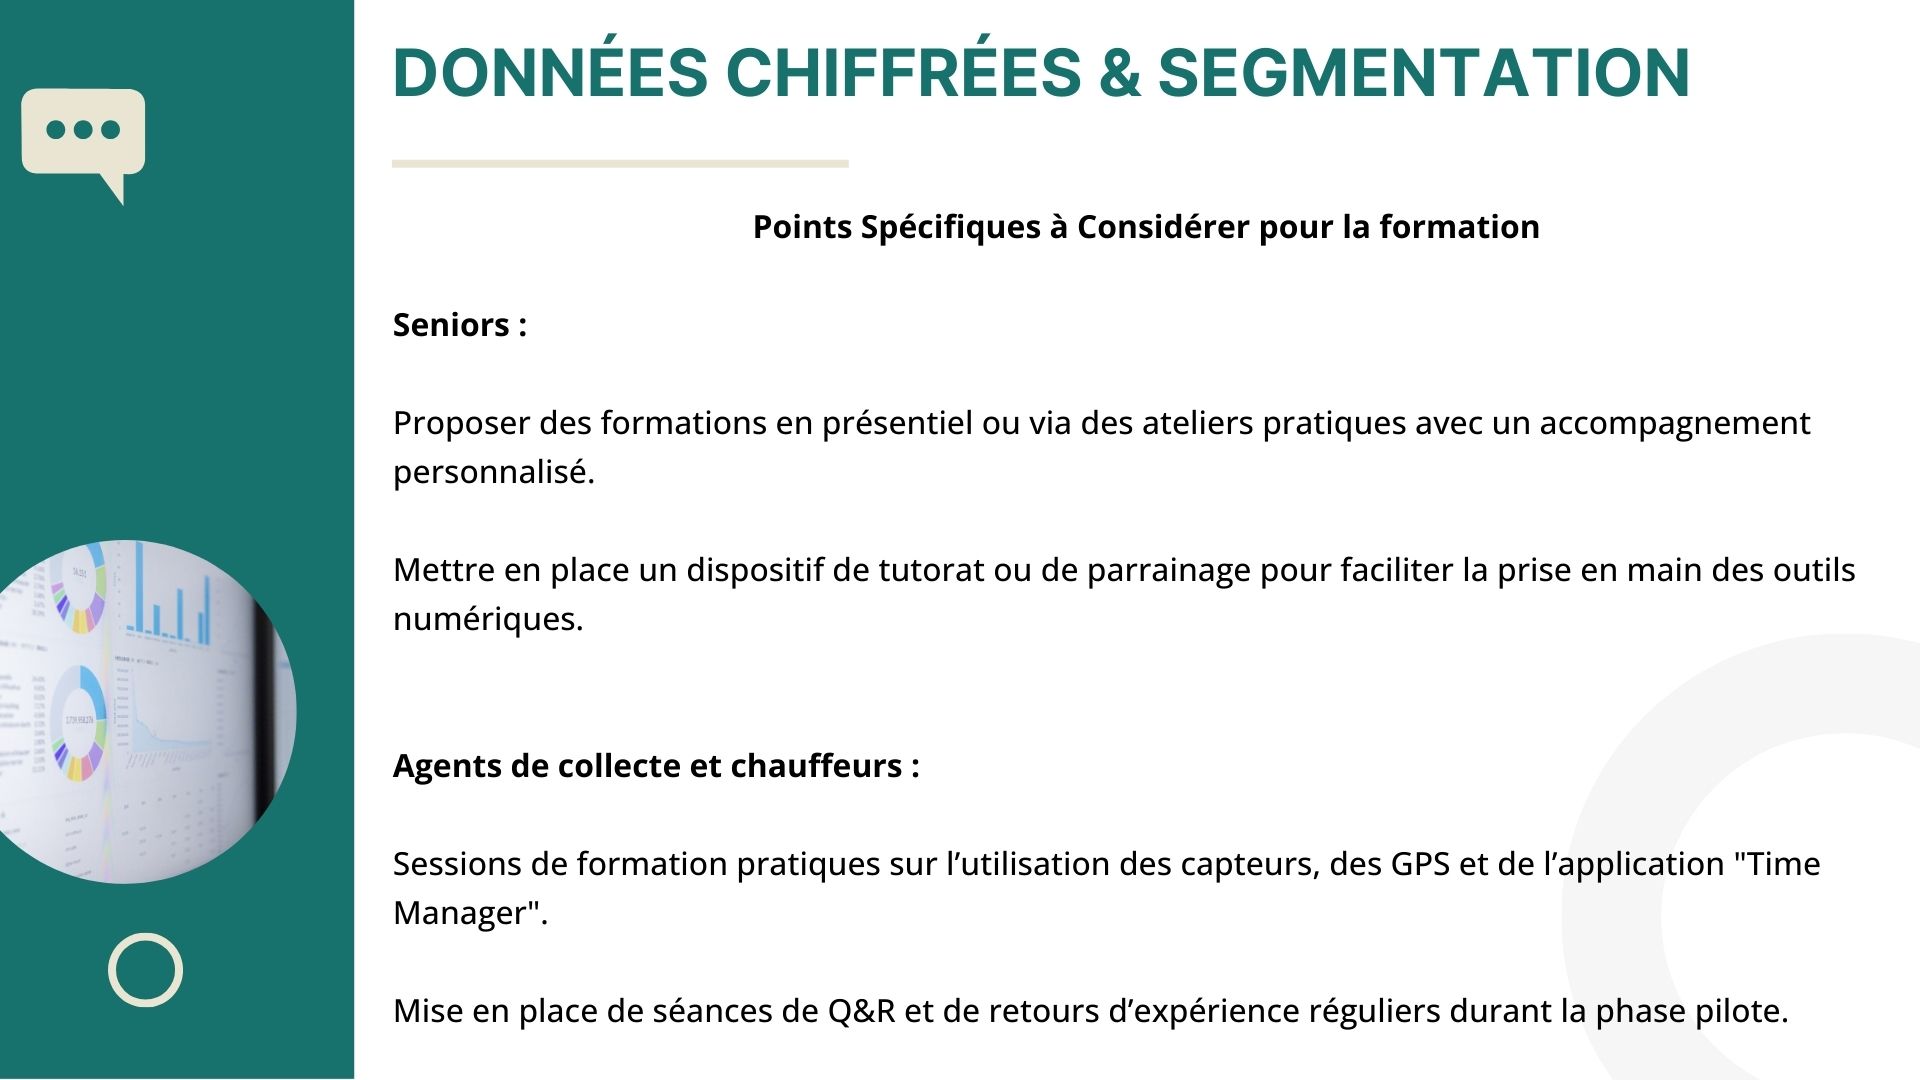 DONNÉES CHIFFRÉES & SEGMENTATION
Points Spécifiques à Considérer pour la formation
Seniors :
Proposer des formations en présentiel ou via des ateliers pratiques avec un accompagnement
personnalisé.
Mettre en place un dispositif de tutorat ou de parrainage pour faciliter la prise en main des outils
numériques.
Agents de collecte et chauffeurs :
Sessions de formation pratiques sur l’utilisation des capteurs, des GPS et de l’application "Time
Manager".
Mise en place de séances de Q&R et de retours d’expérience réguliers durant la phase pilote.